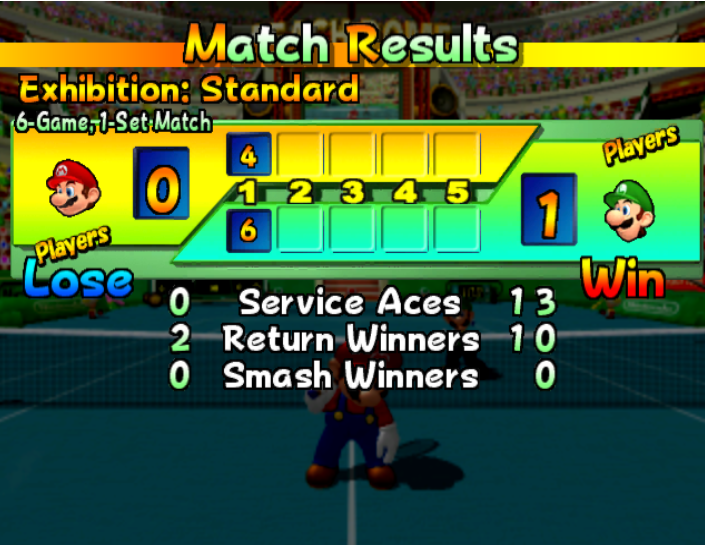 Match Results
Exhibition: Standard
6-Game, 1-Set Match
Players
0
4
1 2 3 4 5
6
1
Players
Lose
Win
0 Service Aces 13
2 Return Winners 10
0 Smash Winners 0